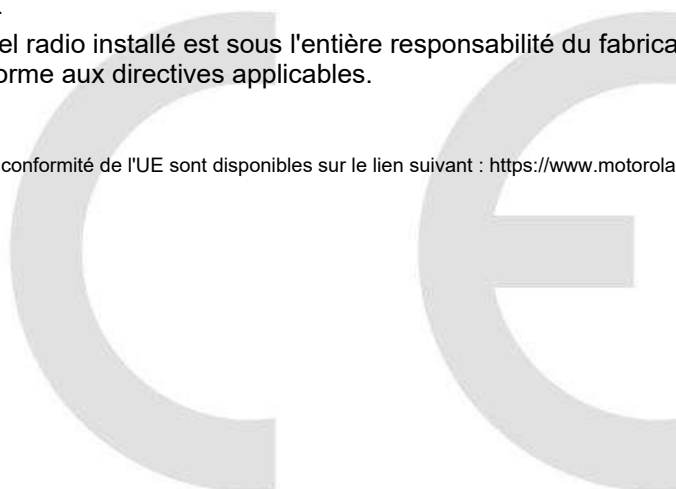 el radio installé est sous l'entière responsabilité du fabrica
orme aux directives applicables.
conformité de l'UE sont disponibles sur le lien suivant : https://www.motorola
CE